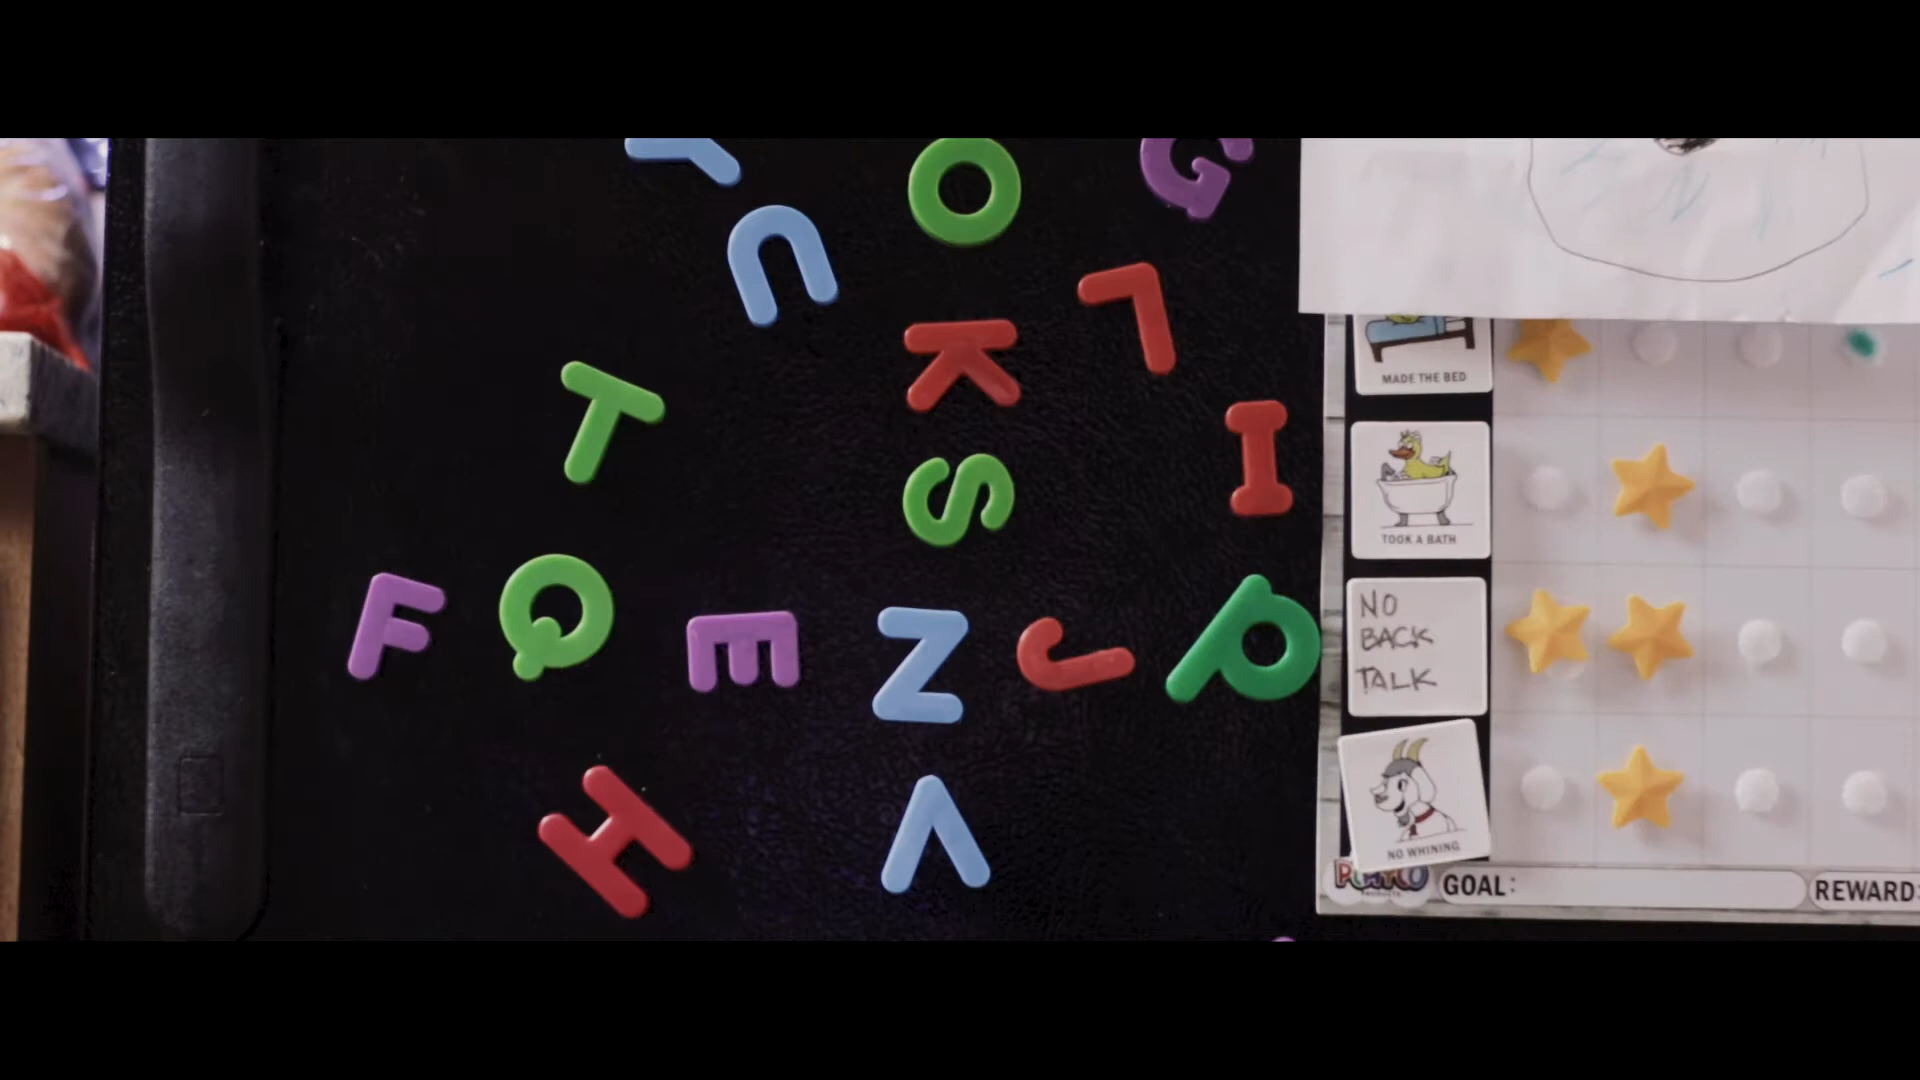 Y
O
G
U
L
K
T
I
S
F
Q
E
Z
J
P
H
V
MADE THE BED
TOOK A BATH
NO
BACK
TALK
NO WHINING
GOAL:
REWARD: